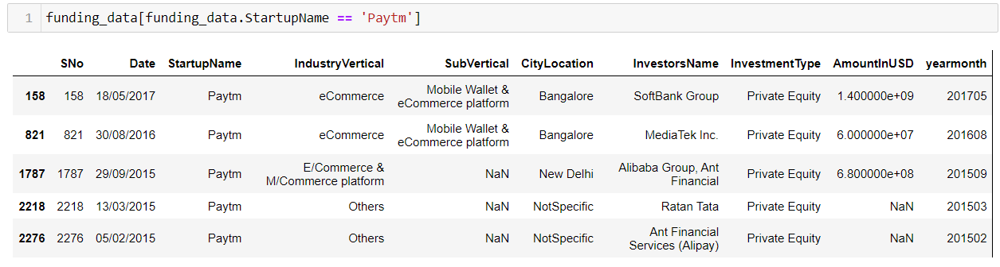 1 funding_data[funding_data.StartupName == 'Paytm']
SNo Date StartupName IndustryVertical SubVertical CityLocation InvestorsName InvestmentType AmountInUSD yearmonth
158 158 18/05/2017 Paytm eCommerce Mobile Wallet & eCommerce platform Bangalore SoftBank Group Private Equity 1.400000e+09 201705
821 821 30/08/2016 Paytm eCommerce Mobile Wallet & eCommerce platform Bangalore MediaTek Inc. Private Equity 6.000000e+07 201608
1787 1787 29/09/2015 Paytm E/Commerce & M/Commerce platform NaN New Delhi Alibaba Group, Ant Financial Private Equity 6.800000e+08 201509
2218 2218 13/03/2015 Paytm Others NaN NotSpecific Ratan Tata Private Equity NaN 201503
2276 2276 05/02/2015 Paytm Others NaN NotSpecific Ant Financial Services (Alipay) Private Equity NaN 201502